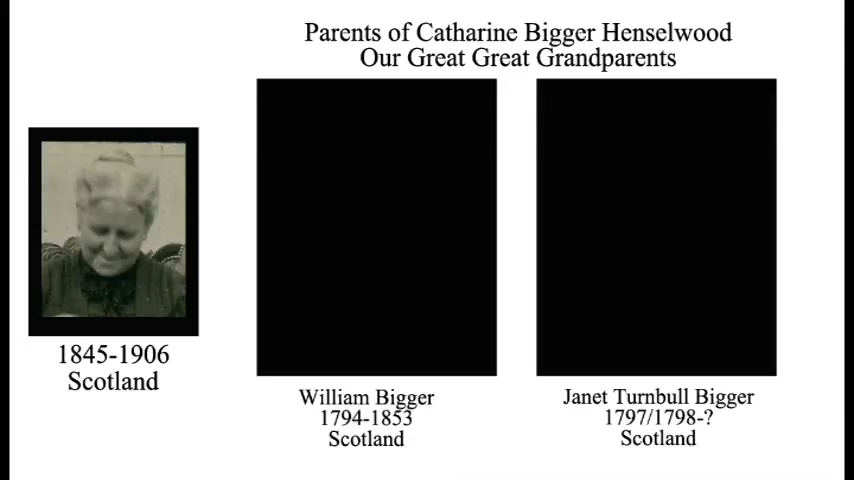 Parents of Catharine Bigger Henselwood
Our Great Great Grandparents
1845-1906
Scotland
William Bigger
1794-1853
Scotland
Janet Turnbull Bigger
1797/1798-?
Scotland